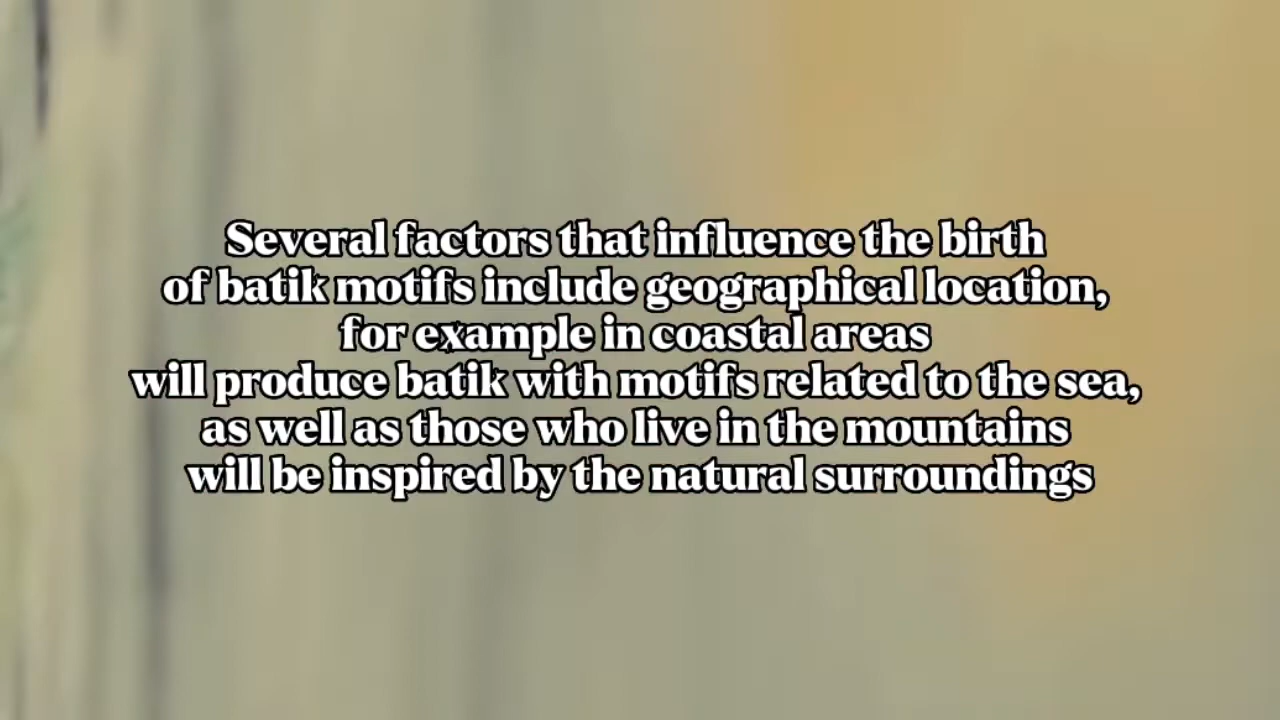 Several factors that influence the birth
of batik motifs include geographical location,
for example in coastal areas
will produce batik with motifs related to the sea,
as well as those who live in the mountains
will be inspired by the natural surroundings